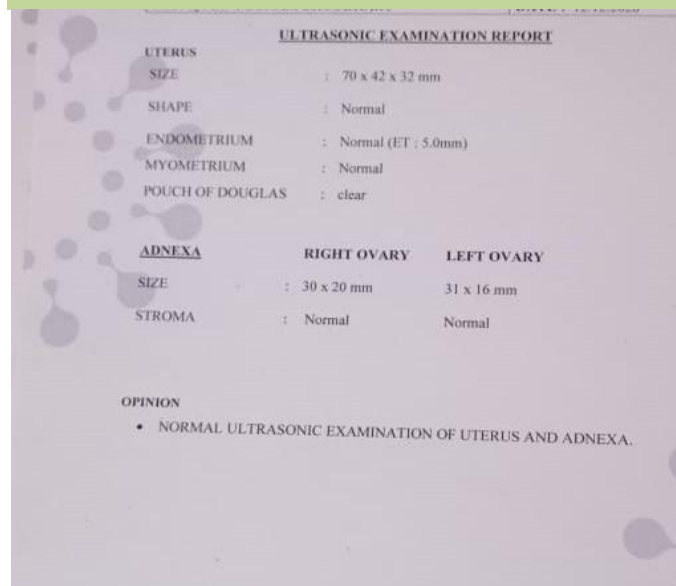 ULTRASONIC EXAMINATION REPORT
UTERUS
SIZE : 70 x 42 x 32 mm
SHAPE : Normal
ENDOMETRIUM : Normal (ET : 5.0mm)
MYOMETRIUM : Normal
POUCH OF DOUGLAS : clear
ADNEXA RIGHT OVARY LEFT OVARY
SIZE : 30 x 20 mm 31 x 16 mm
STROMA : Normal Normal
OPINION
• NORMAL ULTRASONIC EXAMINATION OF UTERUS AND ADNEXA.